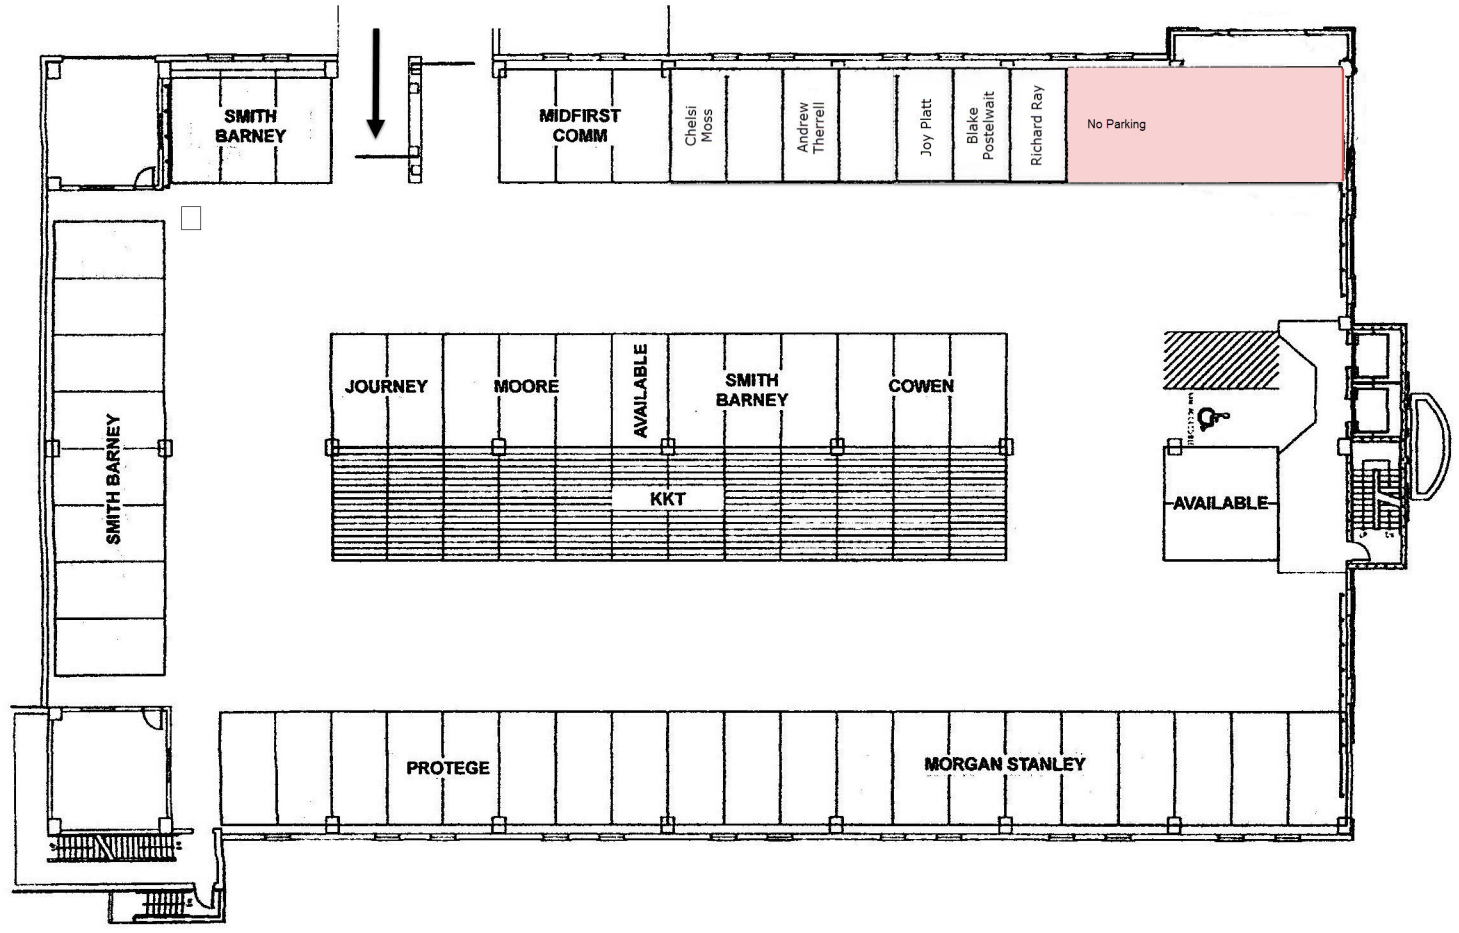 SMITH
BARNEY
MIDFIRST
COMM
Chelsi
Moss
Andrew
Therrell
Joy Platt
Blake
Postelwait
Richard Ray
No Parking
JOURNEY
MOORE
AVAILABLE
SMITH
BARNEY
COWEN
SMITH BARNEY
KKT
AVAILABLE
PROTEGE
MORGAN STANLEY